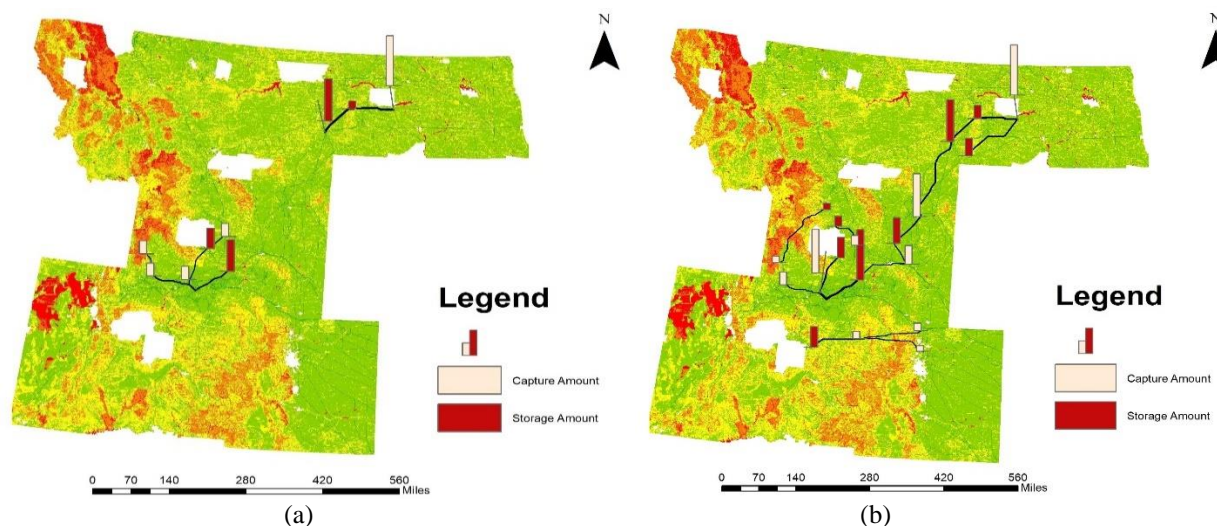 N
Legend
Capture Amount
Storage Amount
0 70 140 280 420 560
Miles
(a)
N
Legend
Capture Amount
Storage Amount
0 70 140 280 420 560
Miles
(b)